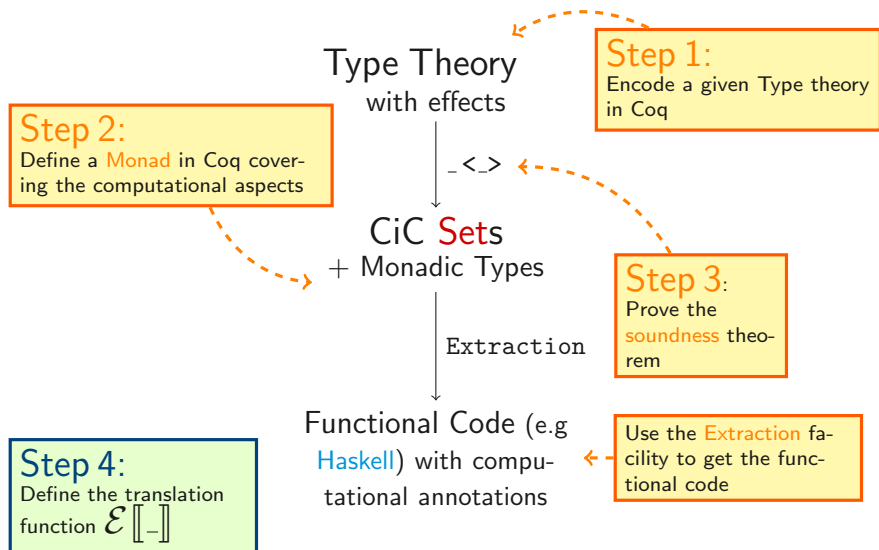 Step 1:
Encode a given Type theory
in Coq
Type Theory
with effects
Step 2:
Define a Monad in Coq cover-
ing the computational aspects
_ <_>
CiC Sets
+ Monadic Types
Step 3:
Prove the
soundness theo-
rem
Extraction
Functional Code (e.g
Haskell) with compu-
tational annotations
Use the Extraction fa-
cility to get the func-
tional code
Step 4:
Define the translation
function ℰ⟦_⟧